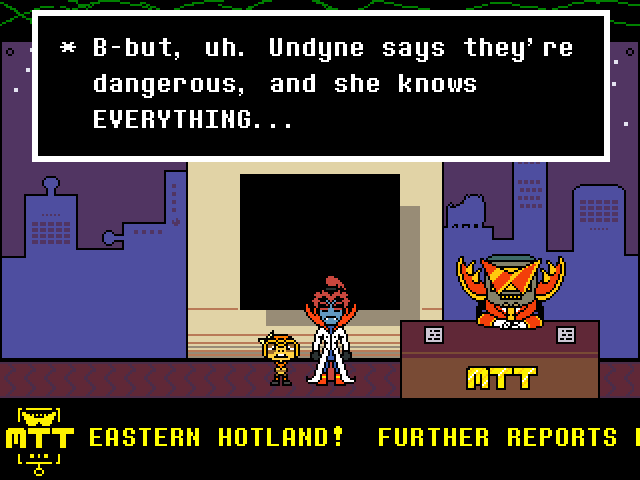 * B-but, uh. Undyne says they're
dangerous, and she knows
EVERYTHING...
MTT
MTT EASTERN HOTLAND! FURTHER REPORTS